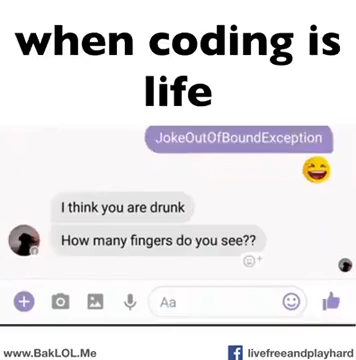 when coding is
life
JokeOutOfBoundException
I think you are drunk
How many fingers do you see??
Aa
www.BakLOL.Me
livefreeandplayhard